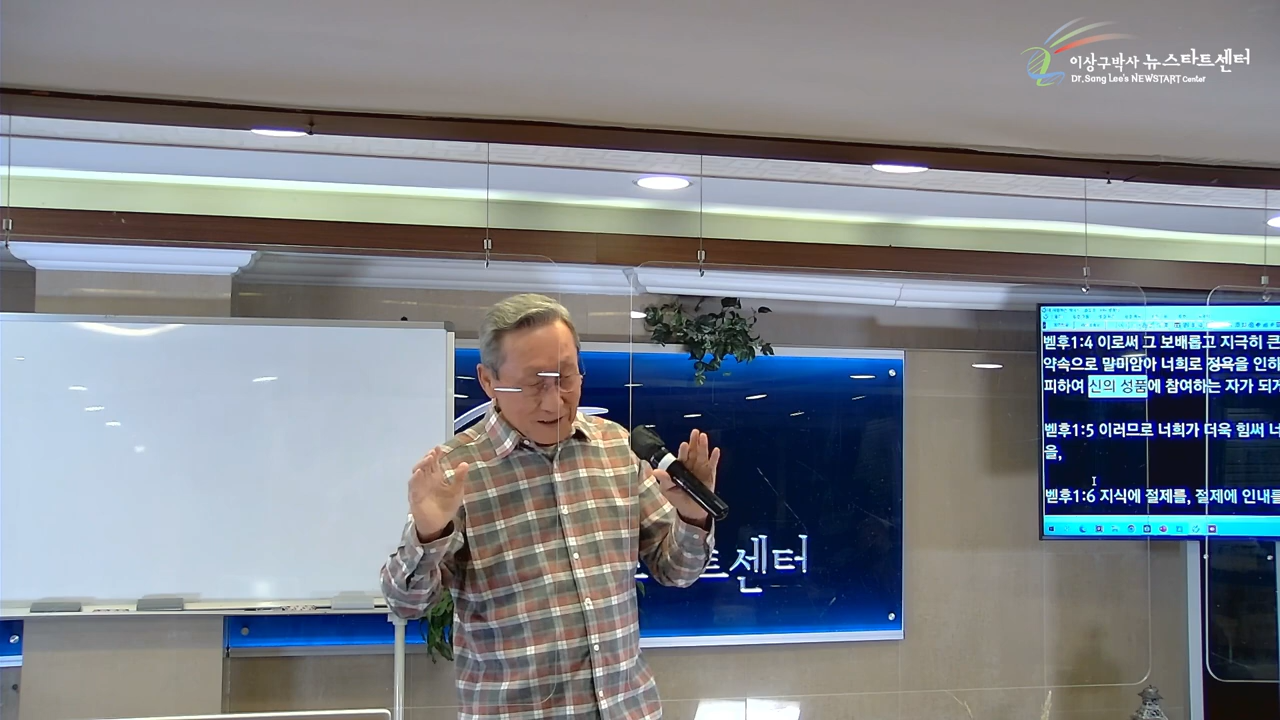 이상구박사 뉴스타트센터
Dr. Sang Lee's NEWSTART Center
벧후1:4 이로써 그 보배롭고 지극히 큰
약속으로 말미암아 너희로 정욕을 인하
피하여 신의 성품에 참여하는 자가 되게
벧후1:5 이러므로 너희가 더욱 힘써 너
을,
벧후1:6 지식에 절제를, 절제에 인내를
트센터